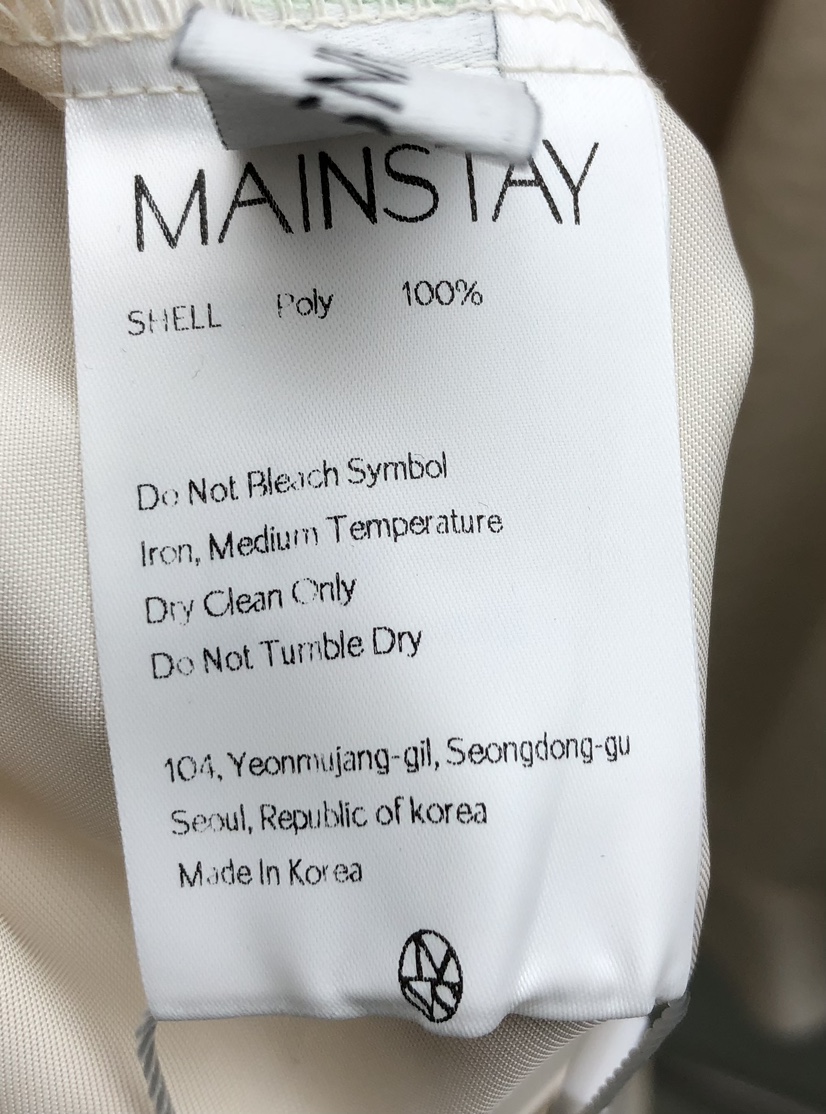 MAINSTAY
SHELL Poly 100%
Do Not Bleach Symbol
Iron, Medium Temperature
Dry Clean Only
Do Not Tumble Dry
104, Yeonmujang-gil, Seongdong-gu
Seoul, Republic of korea
Made In Korea